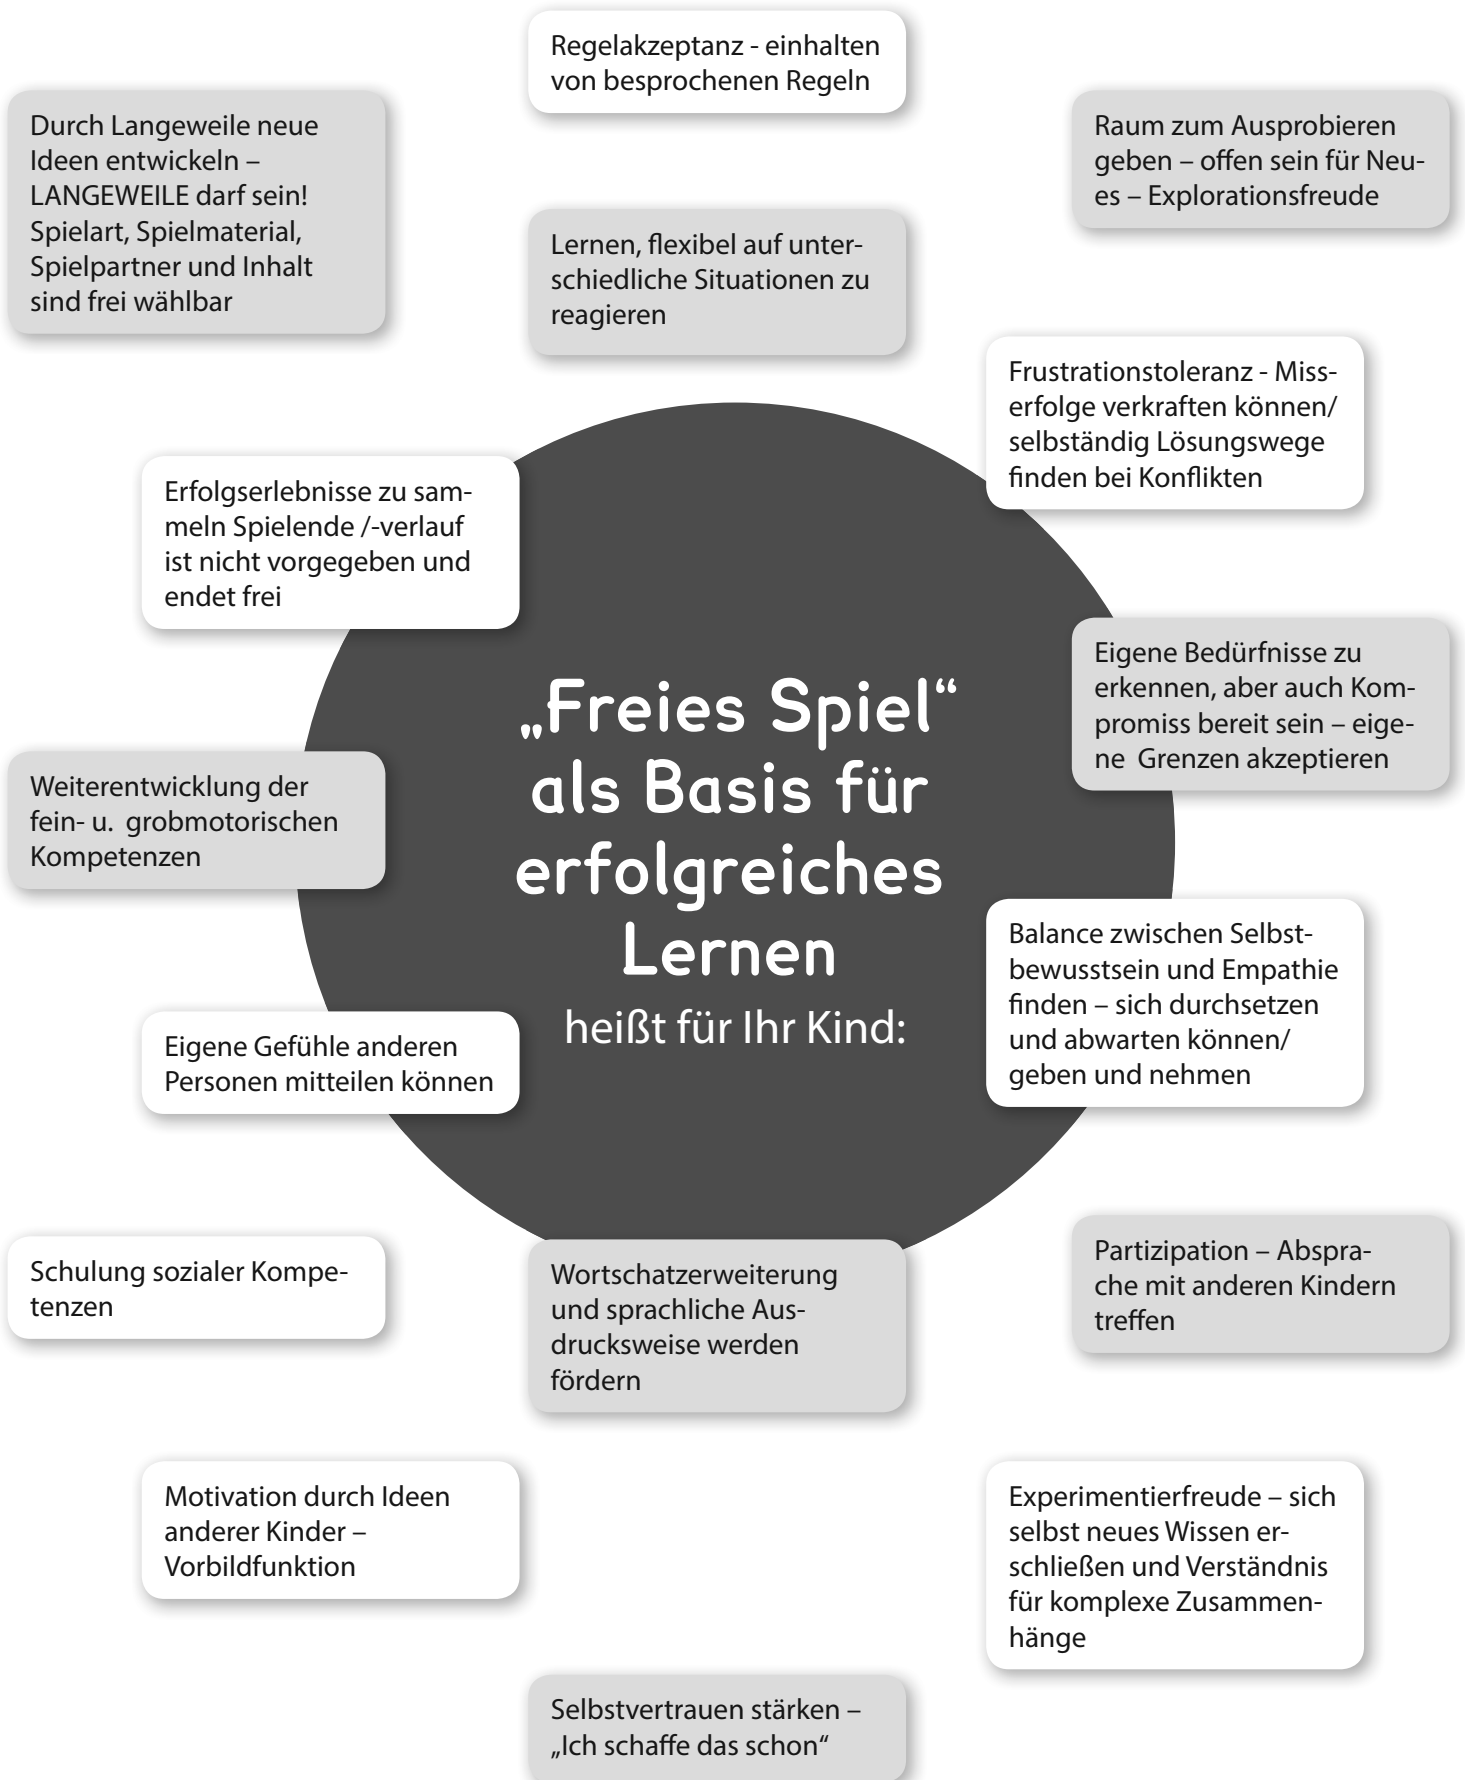 Regelakzeptanz - einhalten
von besprochenen Regeln
Durch Langeweile neue
Ideen entwickeln –
LANGEWEILE darf sein!
Spielart, Spielmaterial,
Spielpartner und Inhalt
sind frei wählbar
Raum zum Ausprobieren
geben – offen sein für Neu-
es – Explorationsfreude
Lernen, flexibel auf unter-
schiedliche Situationen zu
reagieren
Frustrationstoleranz - Miss-
erfolge verkraften können/
selbständig Lösungswege
finden bei Konflikten
Erfolgserlebnisse zu sam-
meln Spielende /-verlauf
ist nicht vorgegeben und
endet frei
Eigene Bedürfnisse zu
erkennen, aber auch Kom-
promiss bereit sein – eige-
ne Grenzen akzeptieren
„Freies Spiel“
als Basis für
erfolgreiches
Lernen
heißt für Ihr Kind:
Weiterentwicklung der
fein- u. grobmotorischen
Kompetenzen
Balance zwischen Selbst-
bewusstsein und Empathie
finden – sich durchsetzen
und abwarten können/
geben und nehmen
Eigene Gefühle anderen
Personen mitteilen können
Schulung sozialer Kompe-
tenzen
Wortschatzerweiterung
und sprachliche Aus-
drucksweise werden
fördern
Partizipation – Abspra-
che mit anderen Kindern
treffen
Motivation durch Ideen
anderer Kinder –
Vorbildfunktion
Experimentierfreude – sich
selbst neues Wissen er-
schließen und Verständnis
für komplexe Zusammen-
hänge
Selbstvertrauen stärken –
„Ich schaffe das schon“